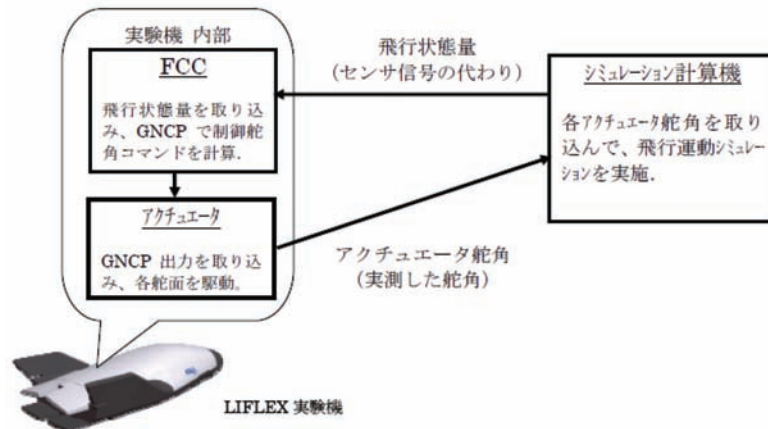 実験機 内部
FCC
飛行状態量を取り込
み、GNCP で制御舵
角コマンドを計算.
アクチュエータ
GNCP 出力を取り込
み、各舵面を駆動。
飛行状態量
(センサ信号の代わり)
シミュレーション計算機
各アクチュエータ舵角を取り
込んで、飛行運動シミュレー
ションを実施.
アクチュエータ舵角
(実測した舵角)
LIFLEX 実験機